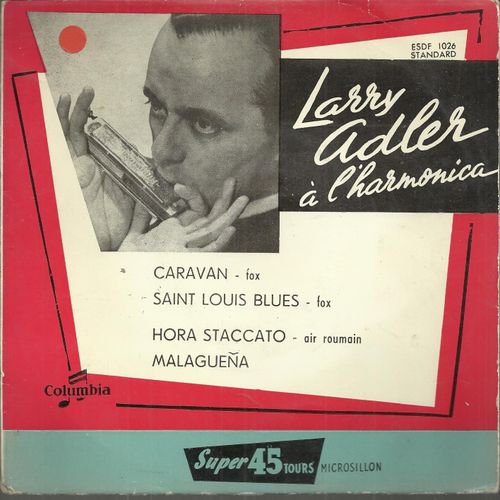 ESDF 1026
STANDARD
Larry
Adler
à l'harmonica
CARAVAN - fox
SAINT LOUIS BLUES - fox
HORA STACCATO - air roumain
MALAGUEÑA
Columbia
Super 45 TOURS MICROSILLON